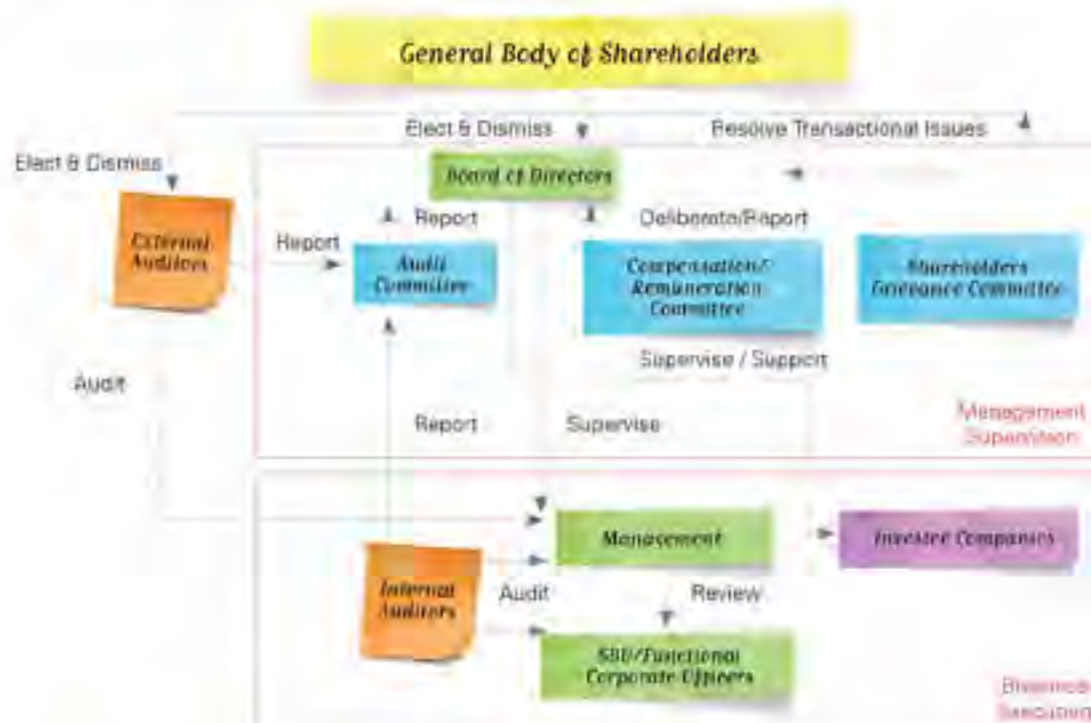 General Body of Shareholders
Elect & Dismiss
Resolve Transactional Issues
Elect & Dismiss
Board of Directors
External
Auditors
Report
Report
Deliberate/Report
Audit
Committee
Compensation/
Remuneration
Committee
Shareholders
Grievance Committee
Supervise / Support
Audit
Report
Supervise
Management
Supervision
Management
Investee Companies
Internal
Auditors
Audit
Review
SBU/Functional
Corporate Officers
Business
Execution